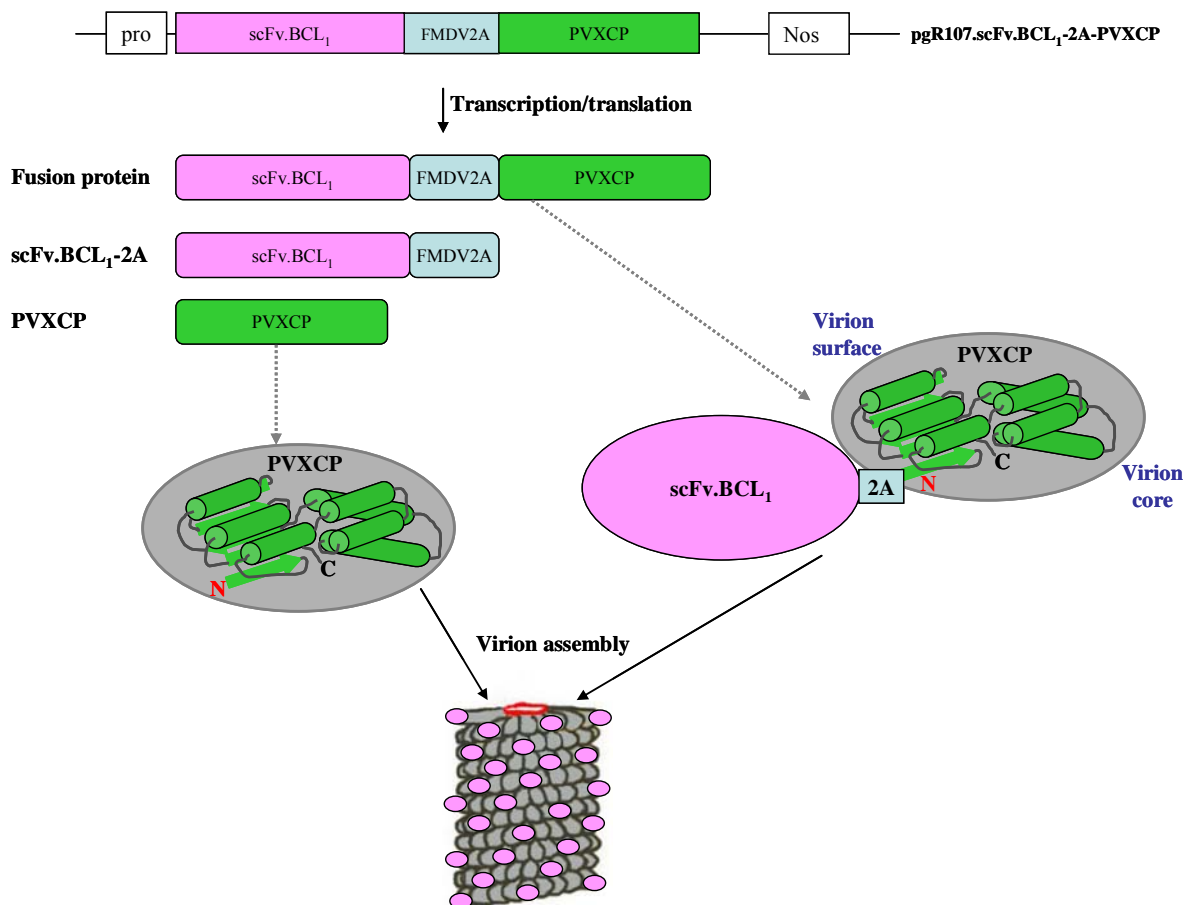 pro scFv.BCL₁ FMDV2A PVXCP Nos pgR107.scFv.BCL₁-2A-PVXCP
Transcription/translation
Fusion protein scFv.BCL₁ FMDV2A PVXCP
scFv.BCL₁-2A scFv.BCL₁ FMDV2A
PVXCP PVXCP
Virion
surface
PVXCP
C
N
2A
scFv.BCL₁
Virion
core
PVXCP
C
N
Virion assembly